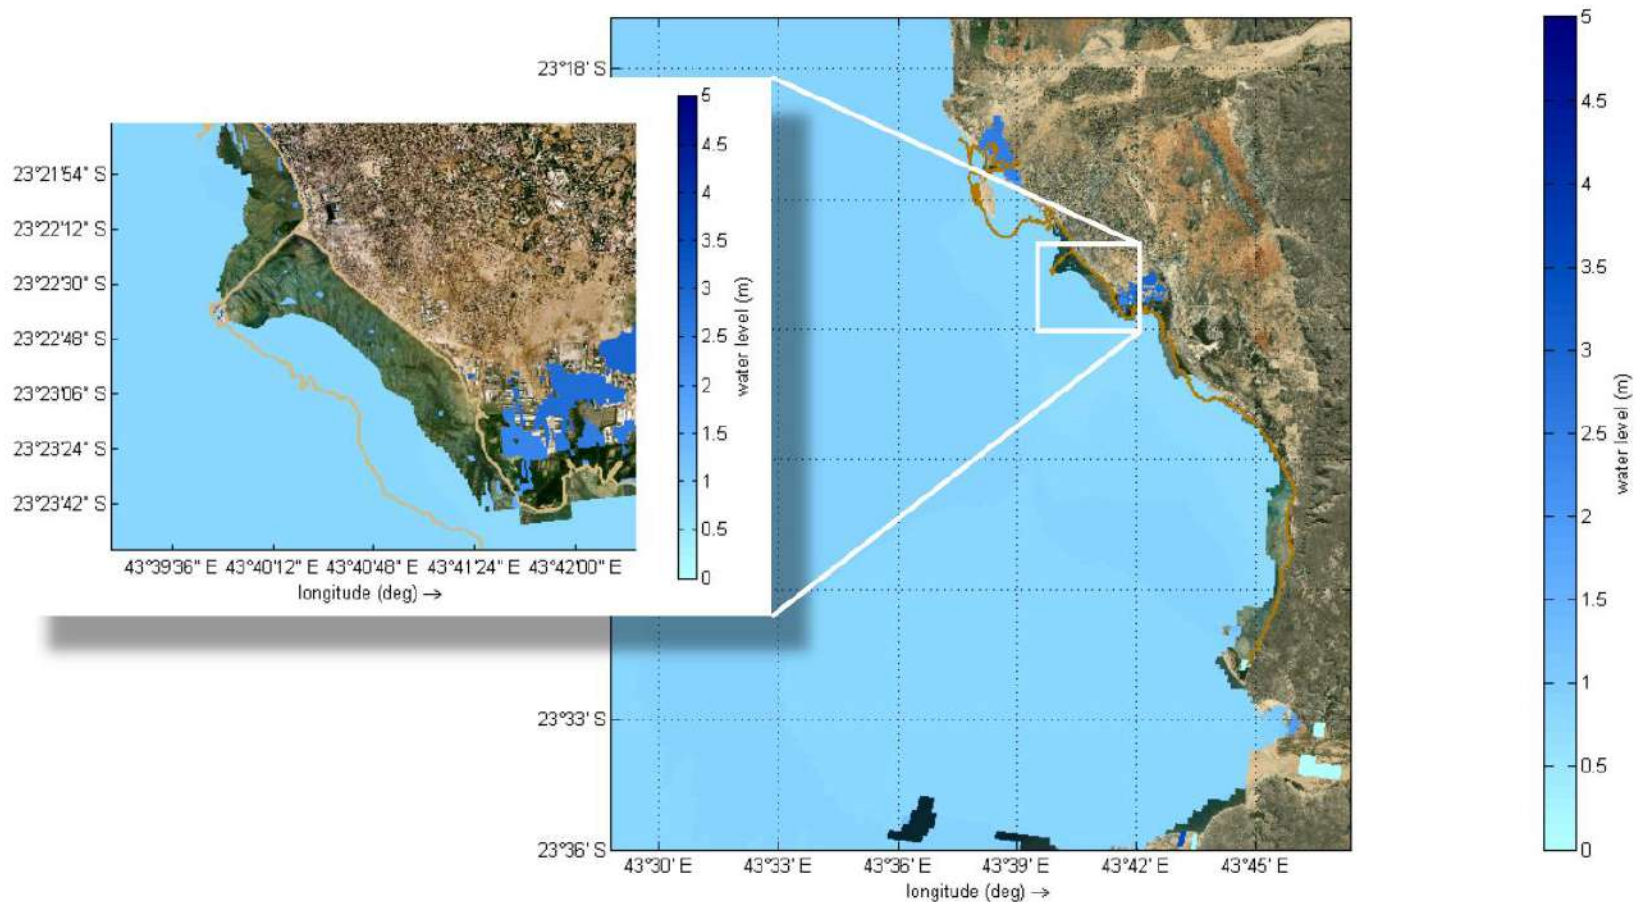 23°18' S
23°33' S
23°36' S
43°30' E 43°33' E 43°36' E 43°39' E 43°42' E 43°45' E
longitude (deg) →
23°21'54" S
23°22'12" S
23°22'30" S
23°22'48" S
23°23'06" S
23°23'24" S
23°23'42" S
43°39'36" E 43°40'12" E 43°40'48" E 43°41'24" E 43°42'00" E
longitude (deg) →
5
4.5
4
3.5
3
2.5
2
1.5
1
0.5
0
water level (m)
5
4.5
4
3.5
3
2.5
2
1.5
1
0.5
0
water level (m)